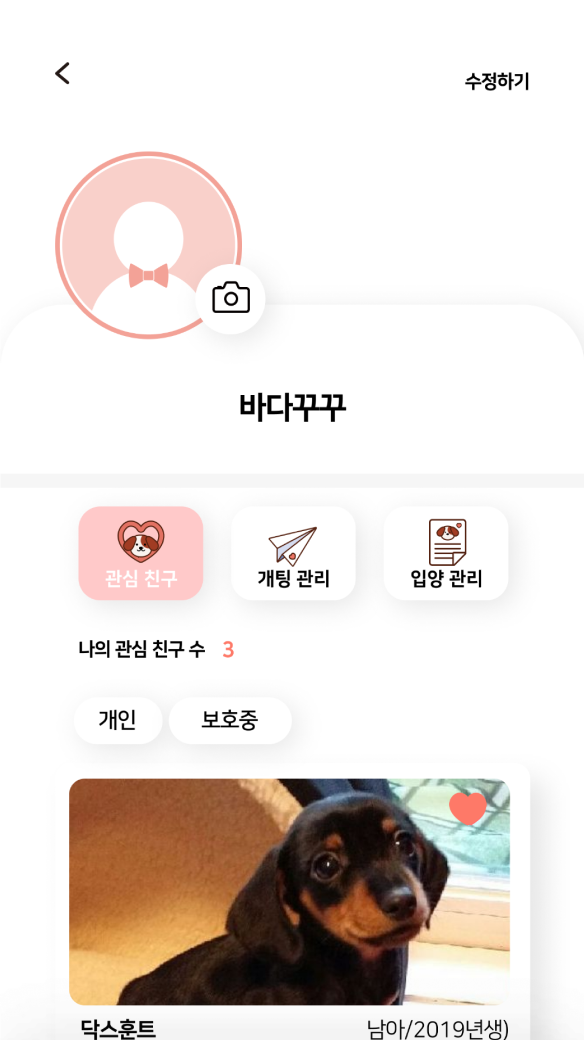 수정하기
바다꾸꾸
관심 친구
개팅 관리
입양 관리
나의 관심 친구 수 3
개인
보호중
닥스훈트
남아/2019년생)